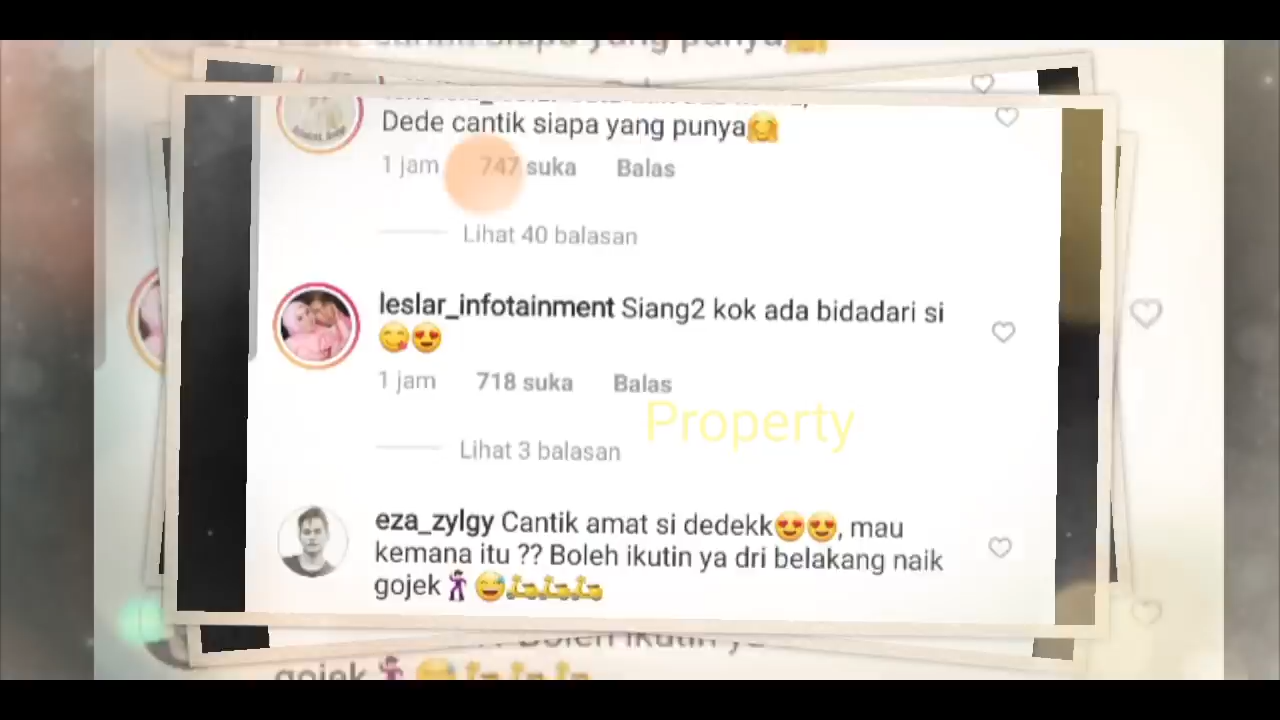 Dede cantik siapa yang punya🤗
1 jam 747 suka Balas
Lihat 40 balasan
leslar_infotainment Siang2 kok ada bidadari si
😋😍
1 jam 718 suka Balas
Property
Lihat 3 balasan
eza_zylgy Cantik amat si dedekk😍😍, mau
kemana itu ?? Boleh ikutin ya dri belakang naik
gojek🕺😅🛵🛵🛵